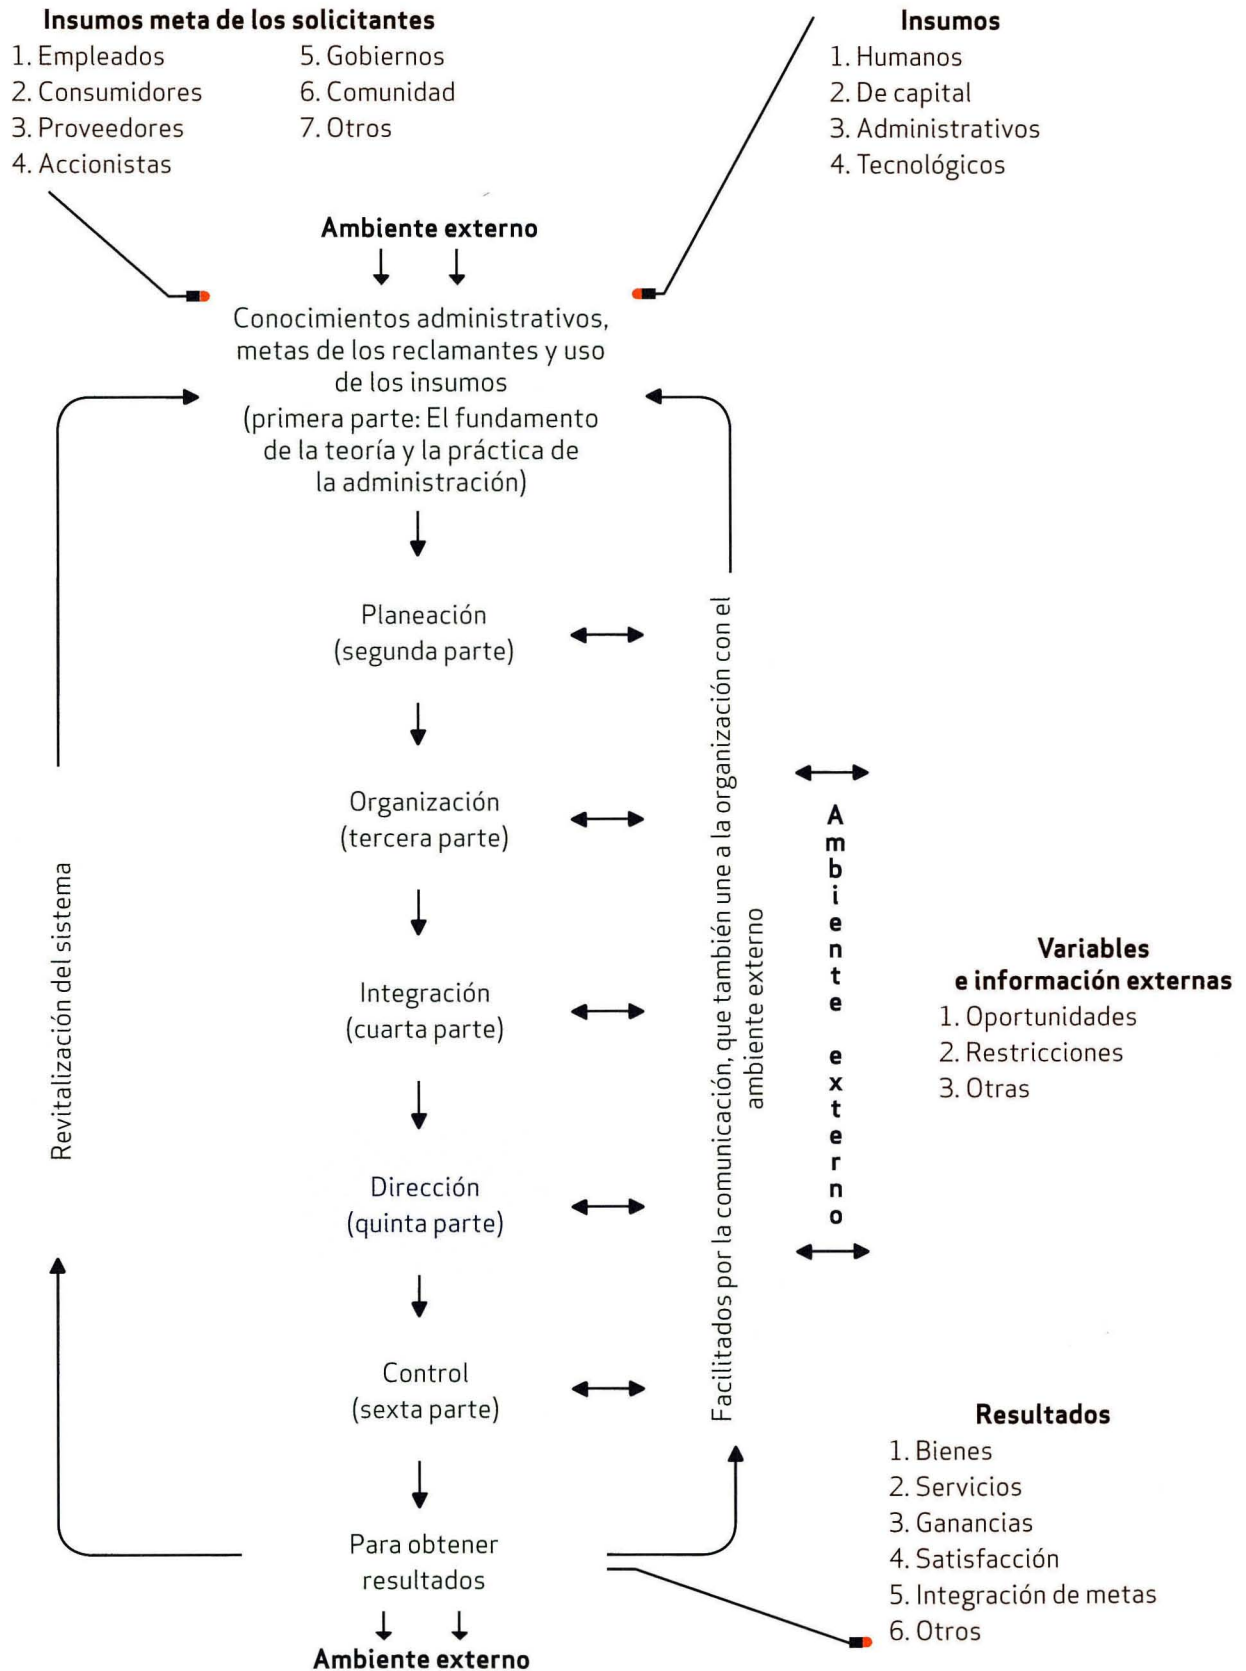 Insumos meta de los solicitantes
1. Empleados
2. Consumidores
3. Proveedores
4. Accionistas
5. Gobiernos
6. Comunidad
7. Otros
Insumos
1. Humanos
2. De capital
3. Administrativos
4. Tecnológicos
Ambiente externo
Conocimientos administrativos,
metas de los reclamantes y uso
de los insumos
(primera parte: El fundamento
de la teoría y la práctica de
la administración)
Planeación
(segunda parte)
Organización
(tercera parte)
Integración
(cuarta parte)
Dirección
(quinta parte)
Control
(sexta parte)
Para obtener
resultados
Ambiente externo
Revitalización del sistema
Facilitados por la comunicación, que también une a la organización con el
ambiente externo
Ambiente externo
Variables
e información externas
1. Oportunidades
2. Restricciones
3. Otras
Resultados
1. Bienes
2. Servicios
3. Ganancias
4. Satisfacción
5. Integración de metas
6. Otros